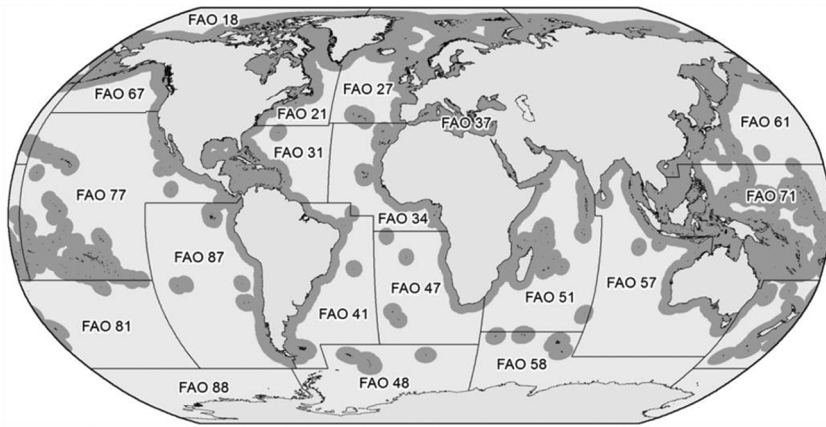 FAO 18
FAO 67
FAO 27
FAO 21
FAO 37
FAO 61
FAO 31
FAO 77
FAO 71
FAO 34
FAO 87
FAO 57
FAO 47
FAO 51
FAO 41
FAO 81
FAO 58
FAO 88
FAO 48